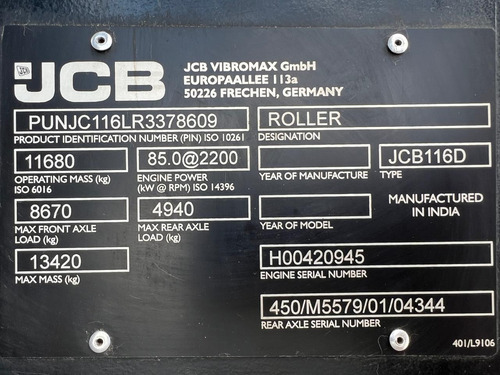 JCB
JCB VIBROMAX GmbH
EUROPAALLEE 113a
50226 FRECHEN, GERMANY
PUNJC116LR3378609
PRODUCT IDENTIFICATION NUMBER (PIN) ISO 10261
ROLLER
DESIGNATION
11680
OPERATING MASS (kg)
ISO 6016
85.0@2200
ENGINE POWER
(kW @ RPM) ISO 14396
YEAR OF MANUFACTURE
JCB116D
TYPE
8670
MAX FRONT AXLE
LOAD (kg)
4940
MAX REAR AXLE
LOAD (kg)
YEAR OF MODEL
MANUFACTURED
IN INDIA
13420
MAX MASS (kg)
H00420945
ENGINE SERIAL NUMBER
450/M5579/01/04344
REAR AXLE SERIAL NUMBER
401/L9106